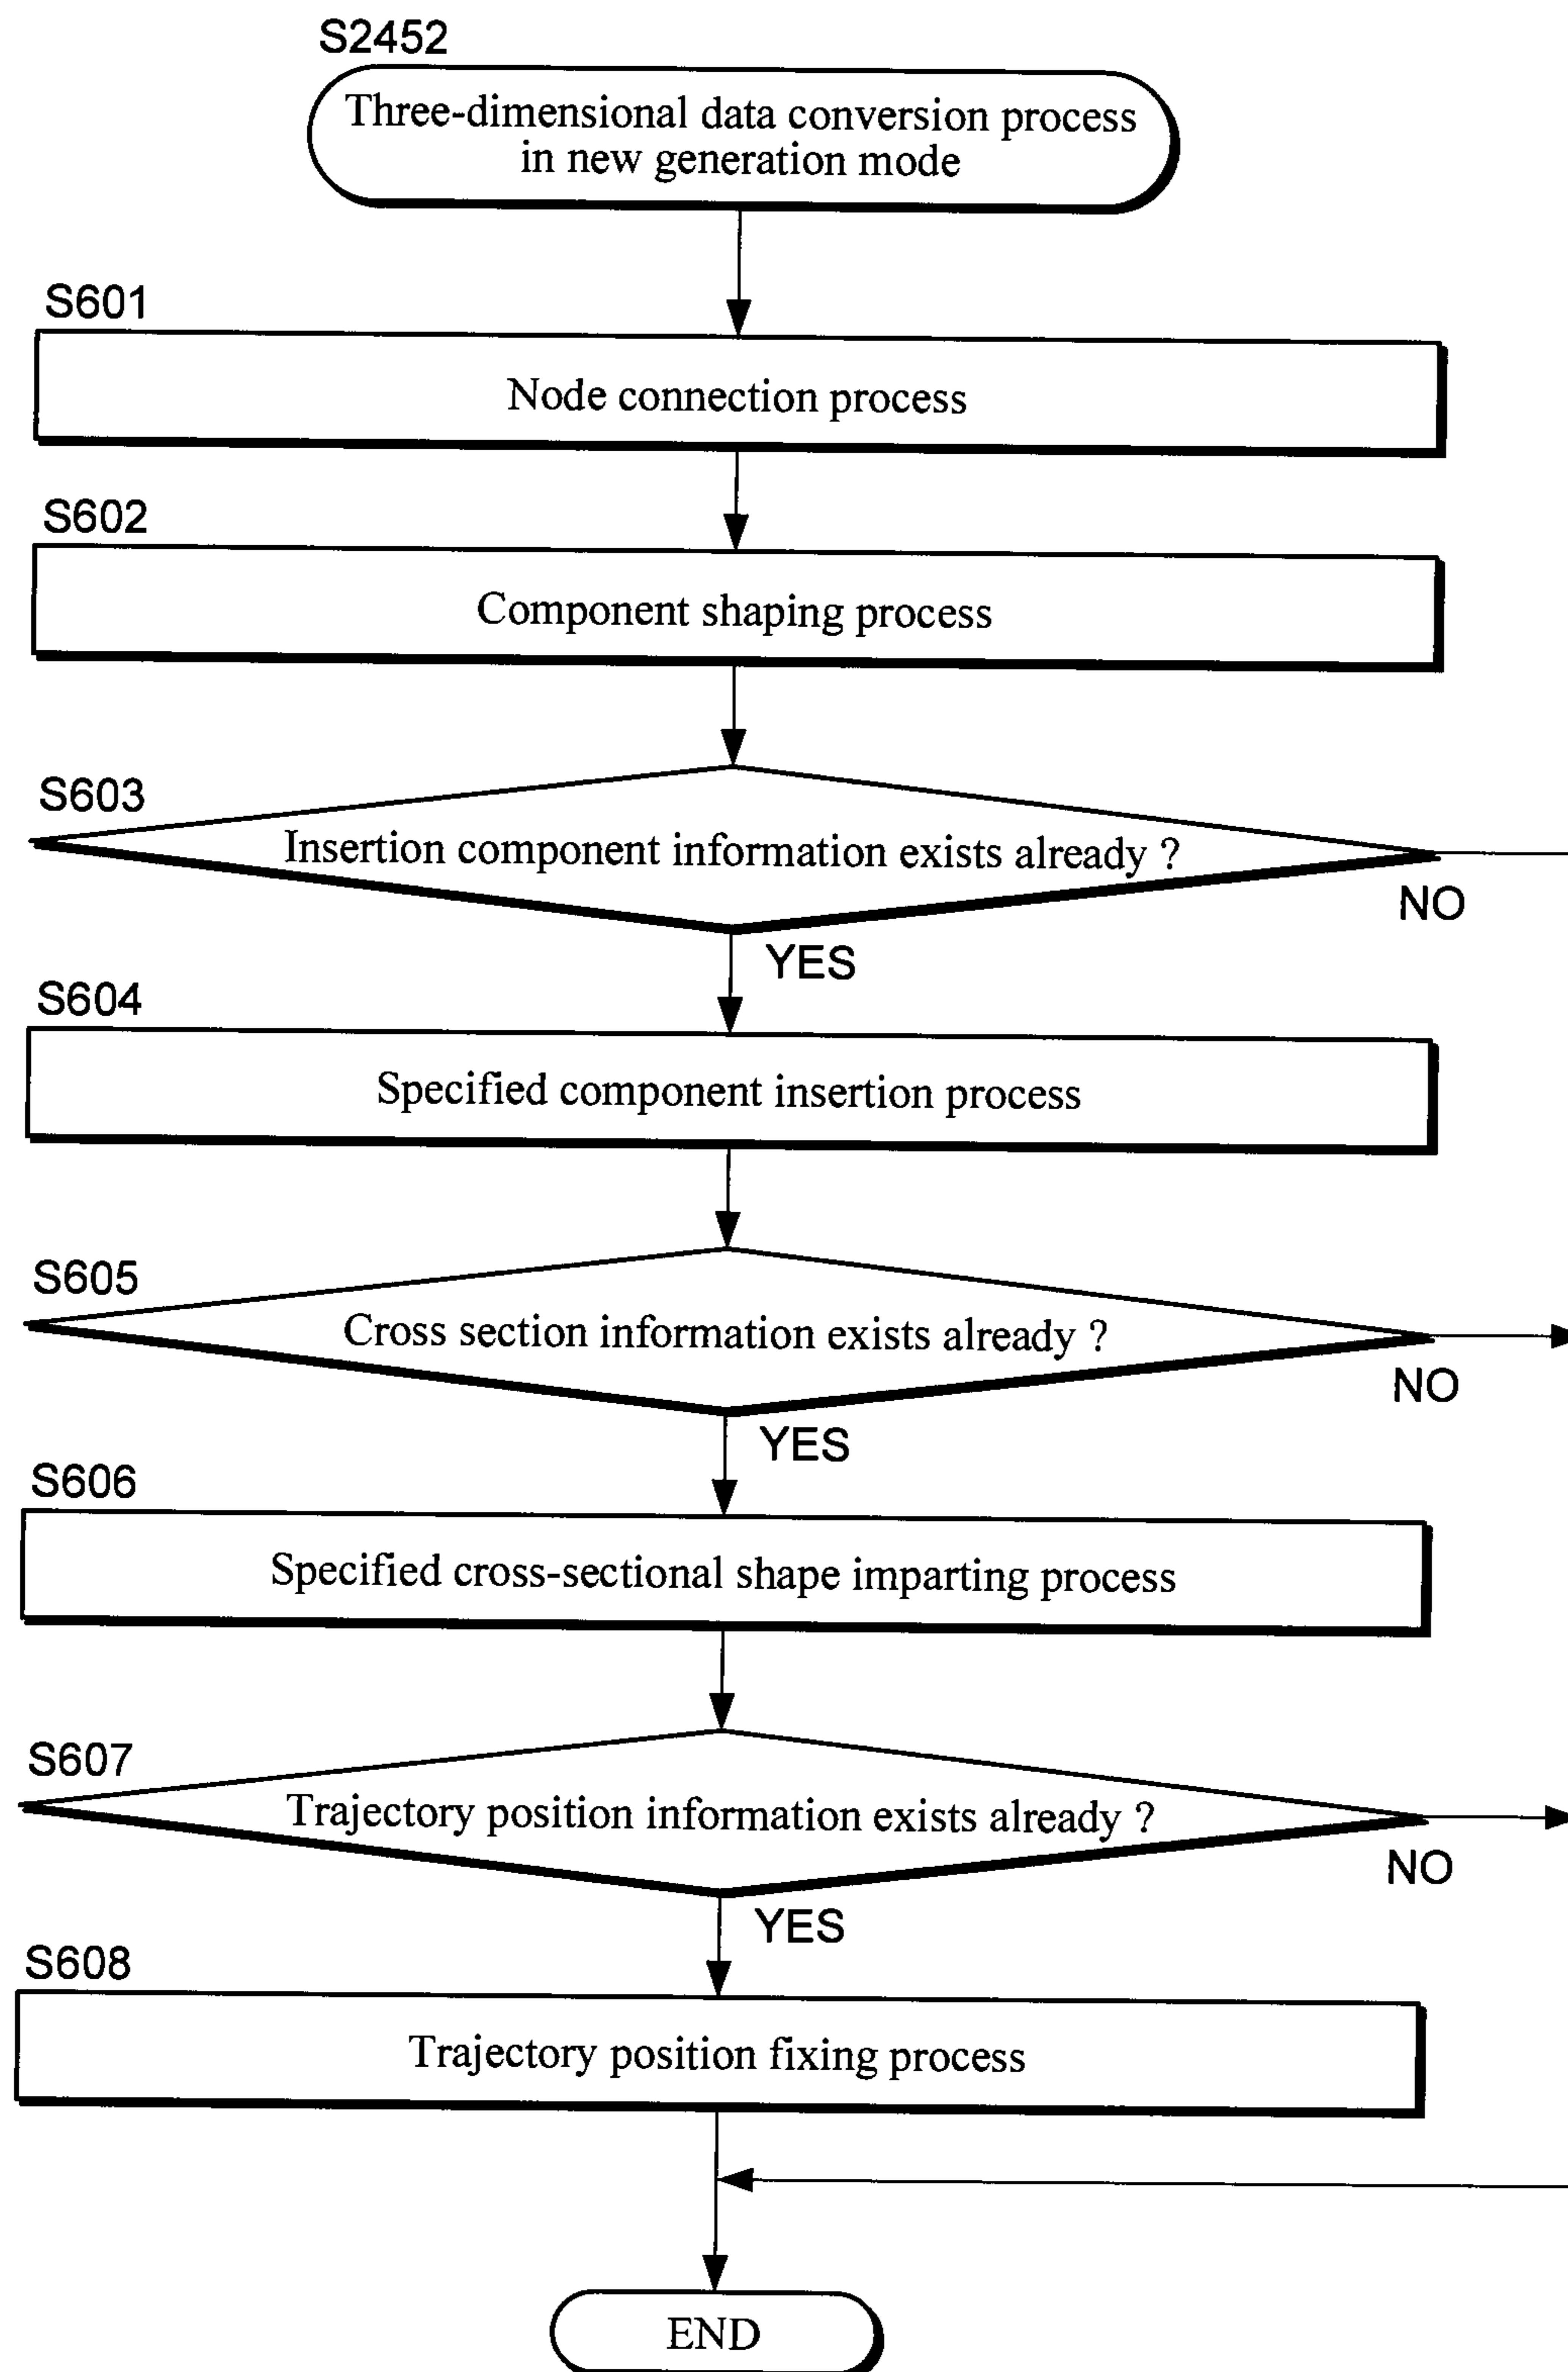 S2452
Three-dimensional data conversion process
in new generation mode
S601
Node connection process
S602
Component shaping process
S603
Insertion component information exists already ?
NO
YES
S604
Specified component insertion process
S605
Cross section information exists already ?
NO
YES
S606
Specified cross-sectional shape imparting process
S607
Trajectory position information exists already ?
NO
YES
S608
Trajectory position fixing process
END